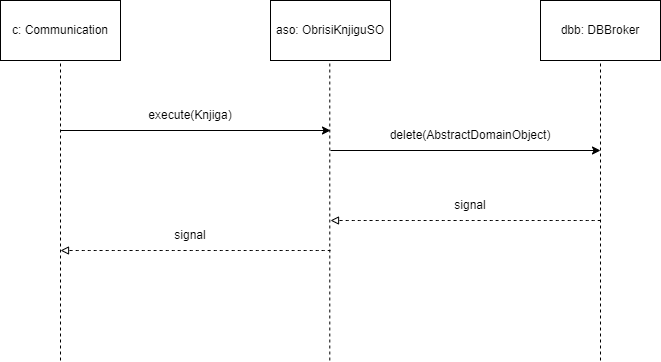 c: Communication
aso: ObrisiKnjiguSO
dbb: DBBroker
execute(Knjiga)
delete(AbstractDomainObject)
signal
signal